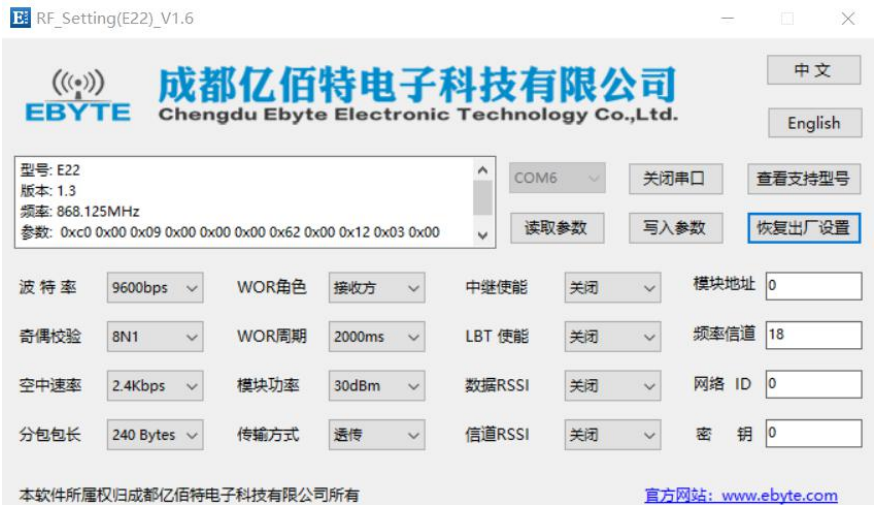 RF_Setting(E22)_V1.6
EBYTE
成都亿佰特电子科技有限公司
Chengdu Ebyte Electronic Technology Co.,Ltd.
中 文
English
型号: E22
版本: 1.3
频率: 868.125MHz
参数: 0xc0 0x00 0x09 0x00 0x00 0x00 0x62 0x00 0x12 0x03 0x00
COM6 关闭串口 查看支持型号
读取参数 写入参数 恢复出厂设置
波 特 率 9600bps WOR角色 接收方 中继使能 关闭 模块地址 0
奇偶校验 8N1 WOR周期 2000ms LBT 使能 关闭 频率信道 18
空中速率 2.4Kbps 模块功率 30dBm 数据RSSI 关闭 网络 ID 0
分包包长 240 Bytes 传输方式 透传 信道RSSI 关闭 密 钥 0
本软件所属权归成都亿佰特电子科技有限公司所有 官方网站：www.ebyte.com